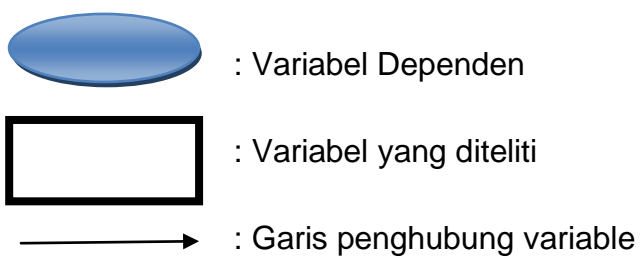 : Variabel Dependen
: Variabel yang diteliti
: Garis penghubung variable